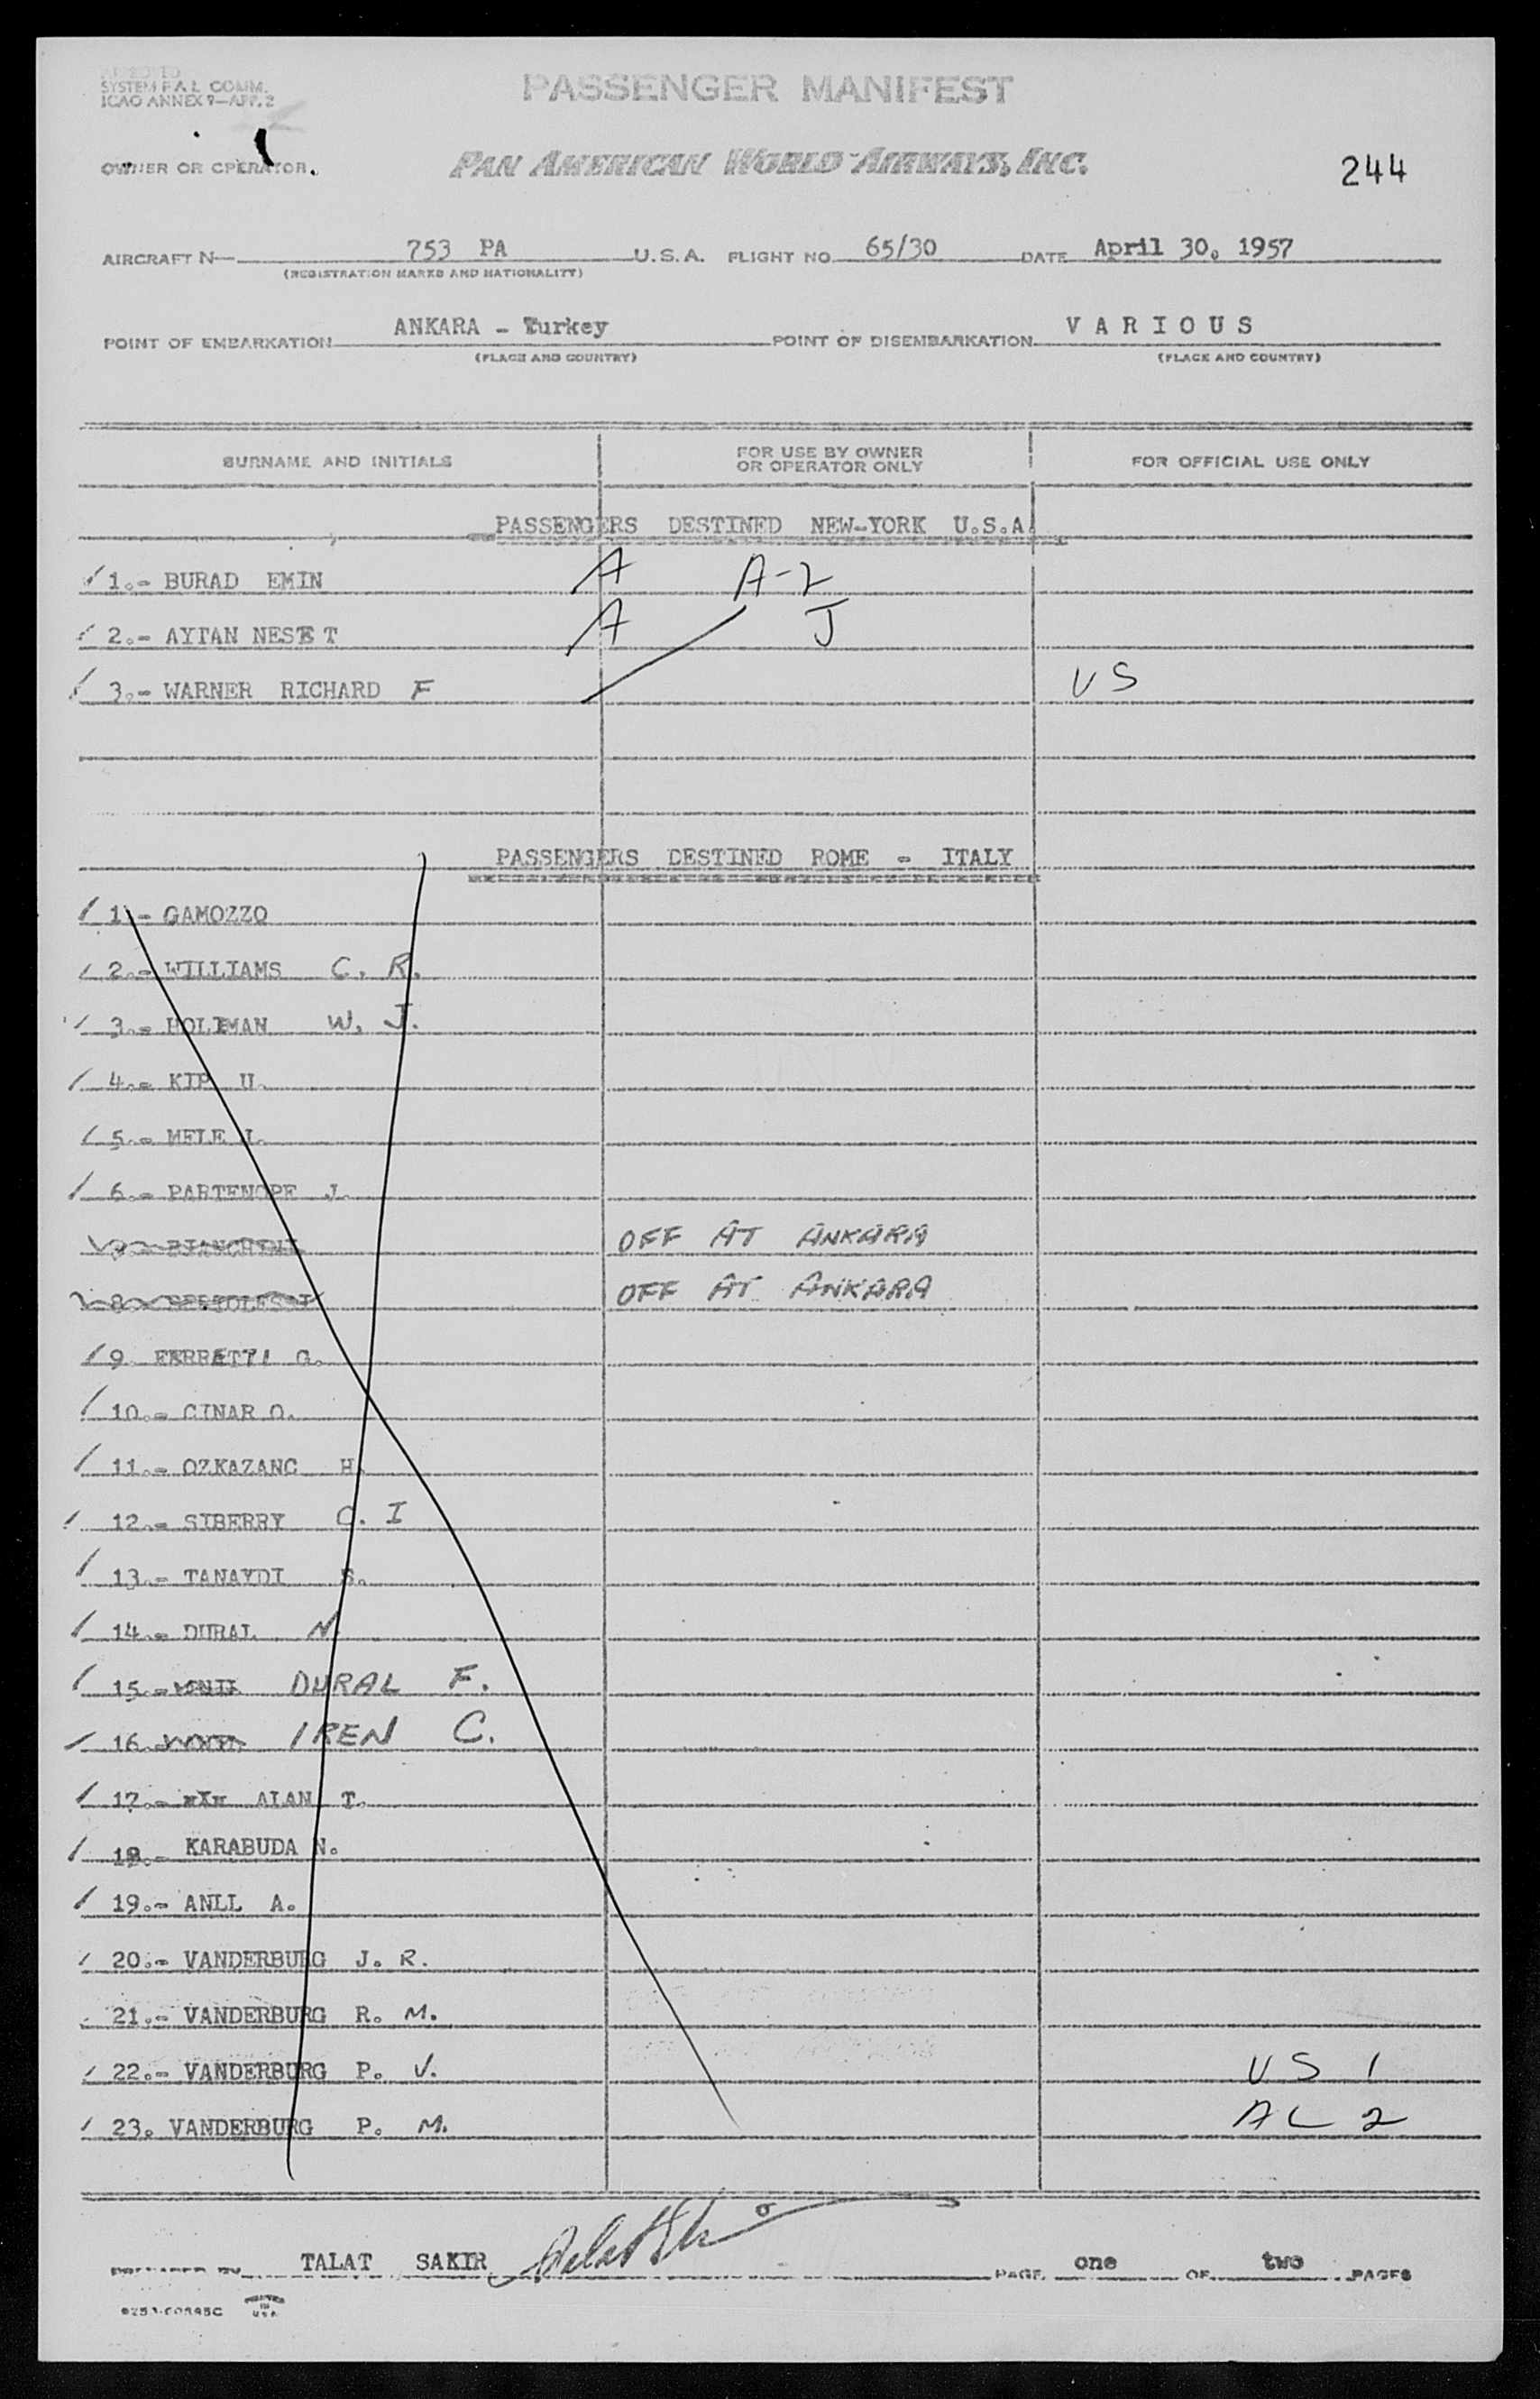 SYSTEM F.A.L. COMM.
ICAO ANNEX 9—APP. 2
PASSENGER MANIFEST
OWNER OR OPERATOR.
PAN AMERICAN WORLD AIRWAYS, INC.
244
AIRCRAFT N— 753 PA U.S.A. FLIGHT NO. 65/30 DATE April 30, 1957
(REGISTRATION MARKS AND NATIONALITY)
POINT OF EMBARKATION ANKARA - Turkey POINT OF DISEMBARKATION V A R I O U S
(PLACE AND COUNTRY) (PLACE AND COUNTRY)
SURNAME AND INITIALS FOR USE BY OWNER OR OPERATOR ONLY FOR OFFICIAL USE ONLY
PASSENGERS DESTINED NEW-YORK U.S.A
1.- BURAD EMIN A A-2
2.- AYTAN NESET A J
3.- WARNER RICHARD F US
PASSENGERS DESTINED ROME - ITALY
1.- GAMOZZO
2.- WILLIAMS C. R.
3.- W. J.
4.- KIP U.
5.- MELE
6.- PARTENOPE J.
OFF AT ANKARA
8 OFF AT ANKARA
9. FERRETTI G.
10.- CINAR O.
11.- OZKAZANC H.
12.- SIBERRY C. I
13.- TANAYDI S.
14.- DURAL N
15.- DURAL F.
16. IREN C.
17.- ALAN T.
18.- KARABUDA N.
19.- ANLL A.
20.- VANDERBURG J. R.
21.- VANDERBURG R. M.
22.- VANDERBURG P. V. US 1
23. VANDERBURG P. M. AL 2
PREPARED BY TALAT SAKIR PAGE one OF two PAGES